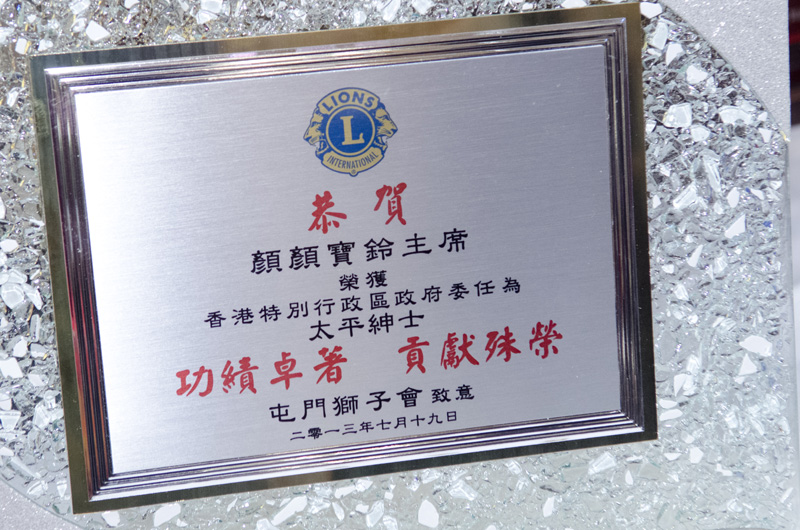 LIONS
L
INTERNATIONAL
恭賀
顏顏寶鈴主席
榮獲
香港特別行政區政府委任為
太平紳士
功績卓著 貢獻殊榮
屯門獅子會 致意
二零一三年七月十九日